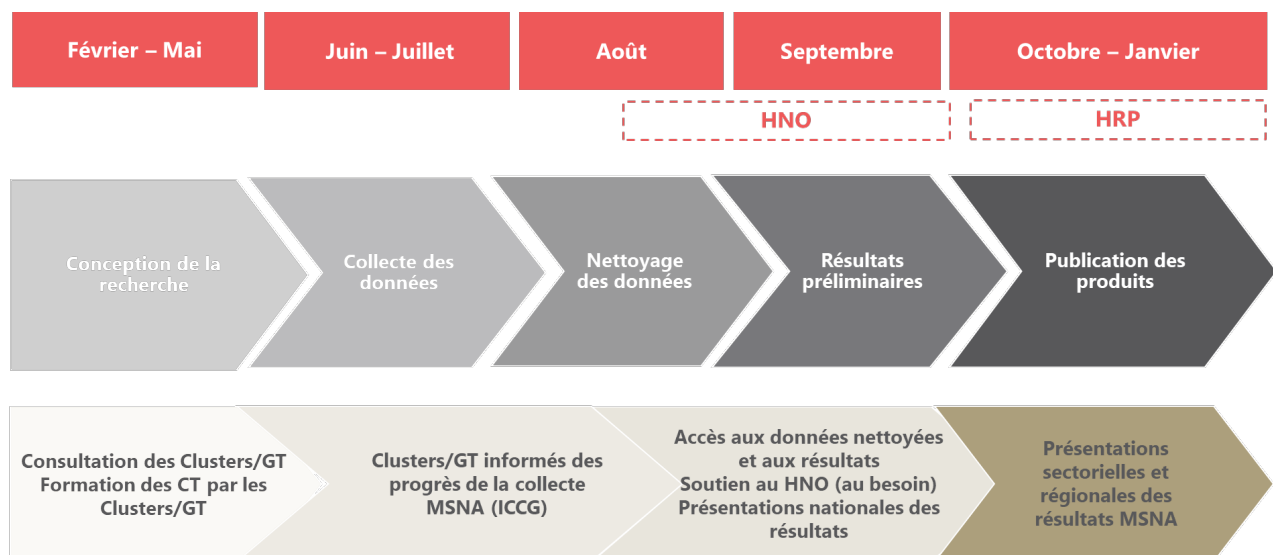 Février – Mai
Juin – Juillet
Août
Septembre
Octobre – Janvier
HNO
HRP
Conception de la
recherche
Collecte des
données
Nettoyage
des données
Résultats
préliminaires
Publication des
produits
Consultation des Clusters/GT
Formation des CT par les
Clusters/GT
Clusters/GT informés des
progrès de la collecte
MSNA (ICCG)
Accès aux données nettoyées
et aux résultats
Soutien au HNO (au besoin)
Présentations nationales des
résultats
Présentations
sectorielles et
régionales des
résultats MSNA